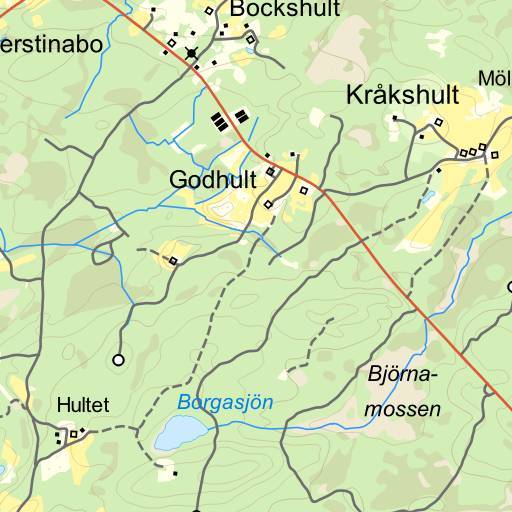 Bockshult
erstinabo
Möl
Kråkshult
Godhult
Björna-
mossen
Hultet
Borgasjön